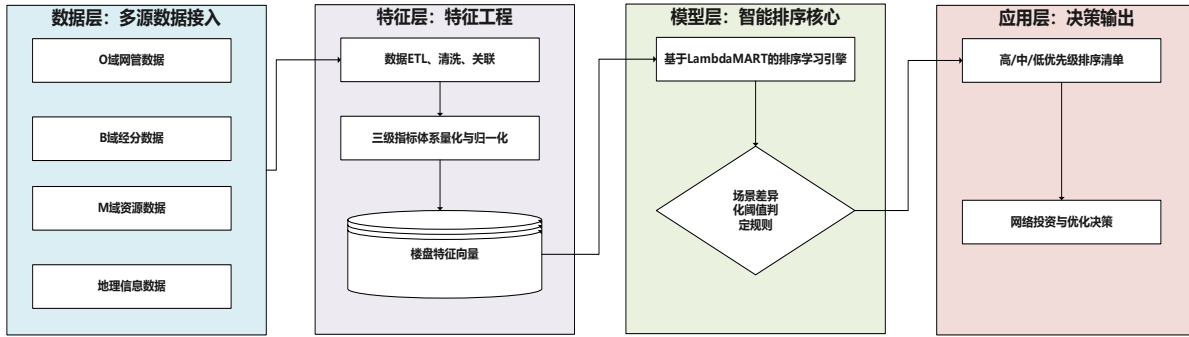 数据层：多源数据接入
O域网管数据
B域经分数据
M域资源数据
地理信息数据
特征层：特征工程
数据ETL、清洗、关联
三级指标体系量化与归一化
楼盘特征向量
模型层：智能排序核心
基于LambdaMART的排序学习引擎
场景差异
化阈值判
定规则
应用层：决策输出
高/中/低优先级排序清单
网络投资与优化决策